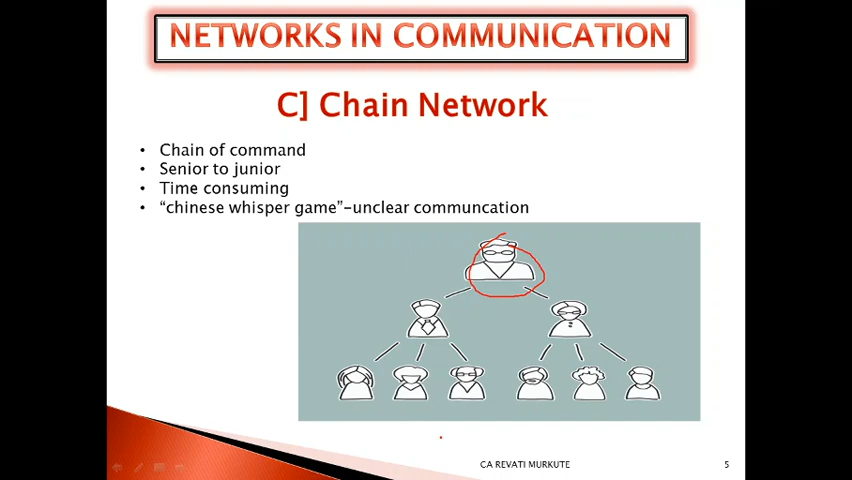 NETWORKS IN COMMUNICATION
C] Chain Network
• Chain of command
• Senior to junior
• Time consuming
• “chinese whisper game”-unclear communcation
CA REVATI MURKUTE
5